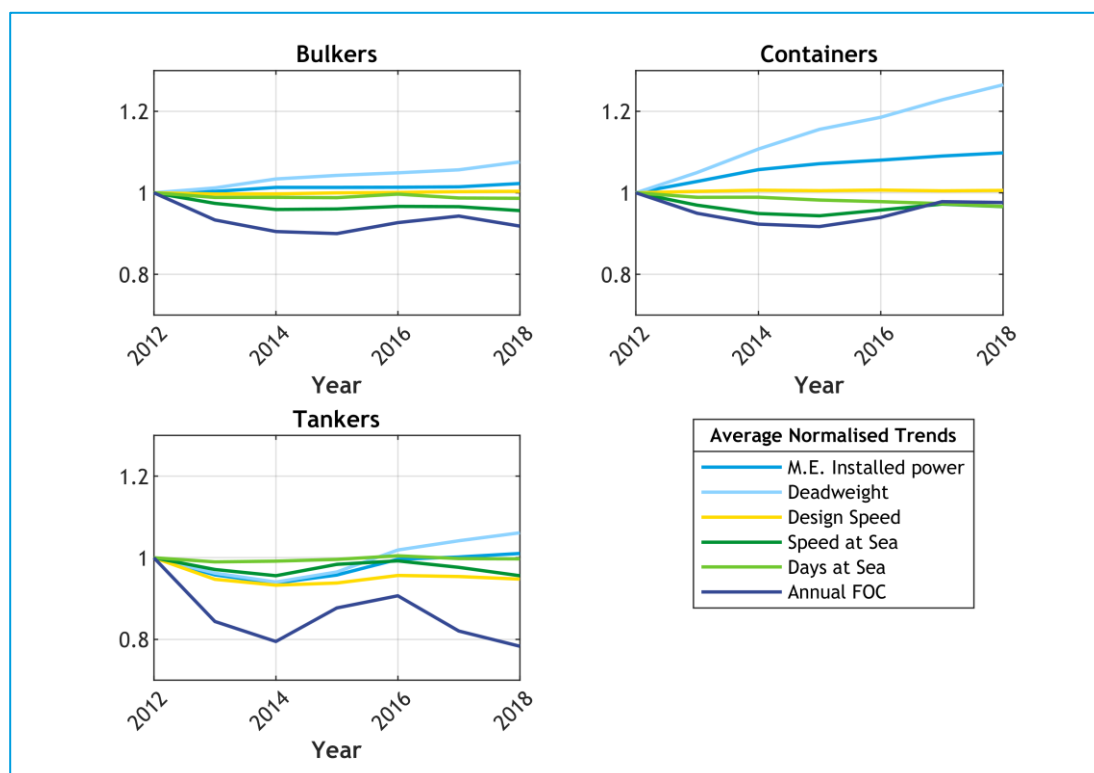 Bulkers
1.2
1
0.8
2012
2014
2016
2018
Year
Containers
1.2
1
0.8
2012
2014
2016
2018
Year
Tankers
1.2
1
0.8
2012
2014
2016
2018
Year
Average Normalised Trends
M.E. Installed power
Deadweight
Design Speed
Speed at Sea
Days at Sea
Annual FOC